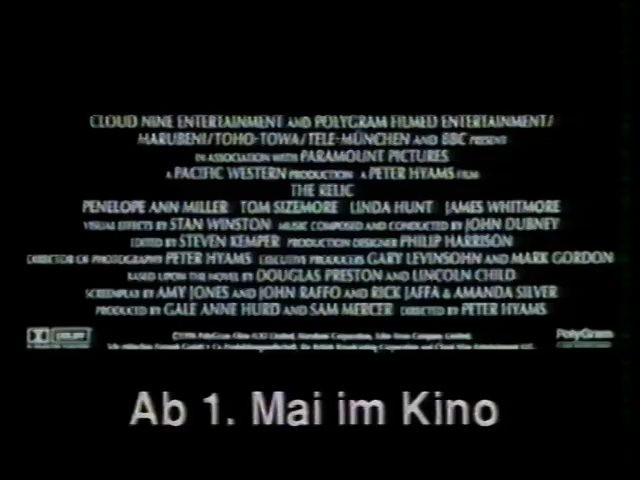 CLOUD NINE ENTERTAINMENT AND POLYGRAM FILMED ENTERTAINMENT/
MARUBENI/TOHO-TOWA/TELE-MÜNCHEN AND BBC PRESENT
IN ASSOCIATION WITH PARAMOUNT PICTURES
A PACIFIC WESTERN PRODUCTION A PETER HYAMS FILM
THE RELIC
PENELOPE ANN MILLER TOM SIZEMORE LINDA HUNT JAMES WHITMORE
VISUAL EFFECTS BY STAN WINSTON MUSIC COMPOSED AND CONDUCTED BY JOHN DUBNEY
EDITED BY STEVEN KEMPER PRODUCTION DESIGNER PHILIP HARRISON
DIRECTOR OF PHOTOGRAPHY PETER HYAMS EXECUTIVE PRODUCERS GARY LEVINSOHN AND MARK GORDON
BASED UPON THE NOVEL BY DOUGLAS PRESTON AND LINCOLN CHILD
SCREENPLAY BY AMY JONES AND JOHN RAFFO AND RICK JAFFA & AMANDA SILVER
PRODUCED BY GALE ANNE HURD AND SAM MERCER DIRECTED BY PETER HYAMS
PolyGram
Ab 1. Mai im Kino